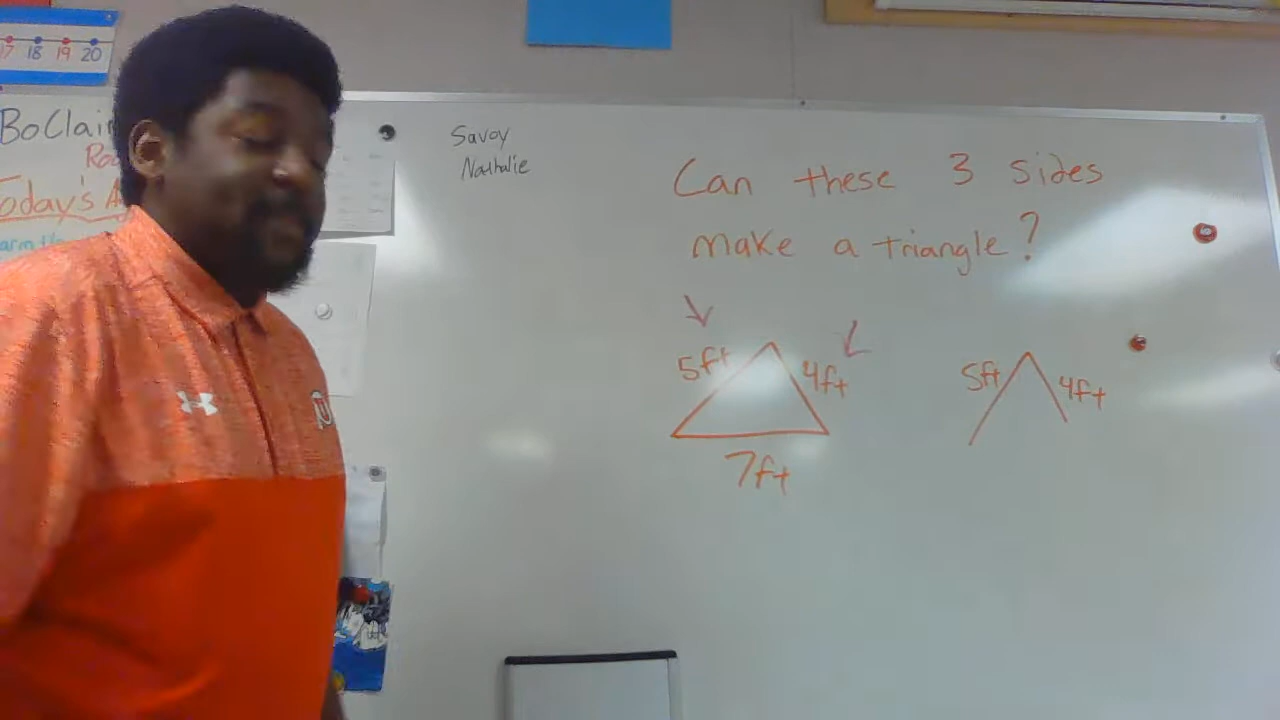 17 18 19 20
BoClair
Today's
Savoy
Nathalie
Can these 3 sides
make a triangle?
5ft 4ft
7ft
5ft 4ft